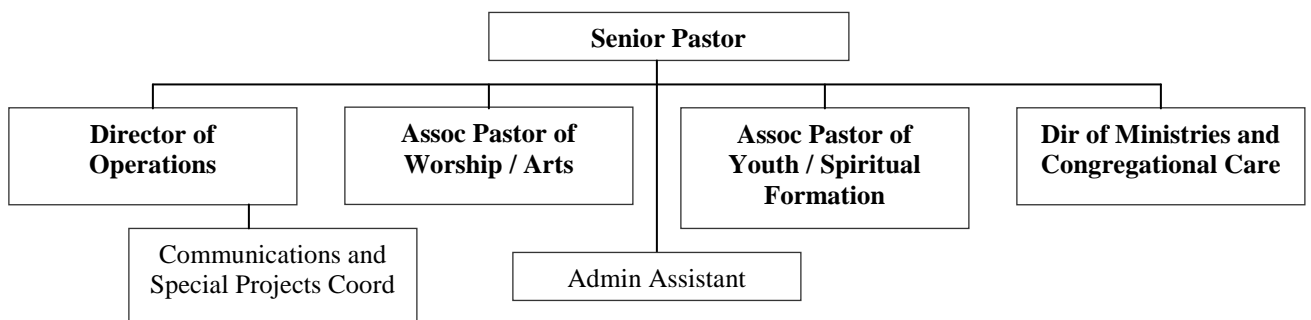 Senior Pastor
Director of
Operations
Assoc Pastor of
Worship / Arts
Assoc Pastor of
Youth / Spiritual
Formation
Dir of Ministries and
Congregational Care
Communications and
Special Projects Coord
Admin Assistant